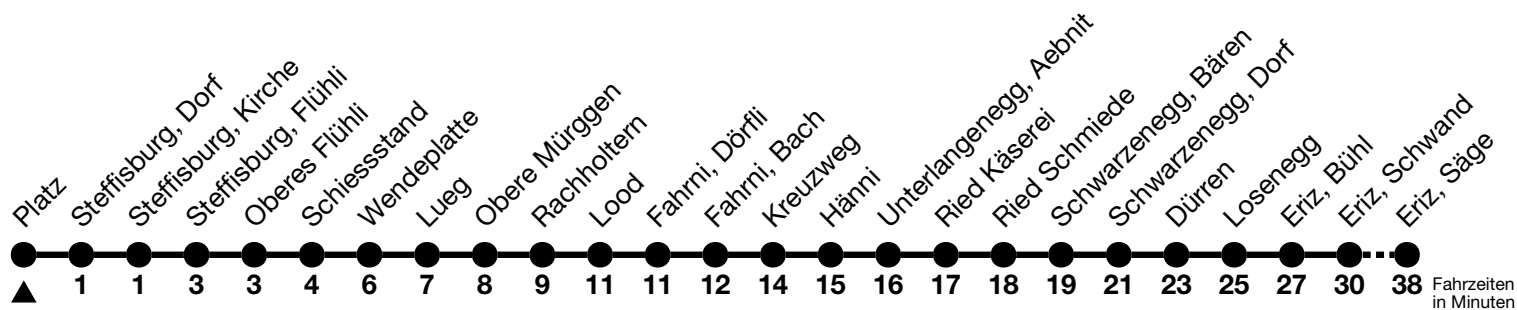 Platz
Steffisburg, Dorf
Steffisburg, Kirche
Steffisburg, Flühli
Oberes Flühli
Schiessstand
Wendeplatte
Lueg
Obere Mürggen
Rachholtern
Lood
Fahrni, Dörfli
Fahrni, Bach
Kreuzweg
Hänni
Unterlangenegg, Aebnit
Ried Käserei
Ried Schmiede
Schwarzenegg, Bären
Schwarzenegg, Dorf
Dürren
Losenegg
Eriz, Bühl
Eriz, Schwand
Eriz, Säge
1 1 3 3 4 6 7 8 9 11 11 12 14 15 16 17 18 19 21 23 25 27 30 38
Fahrzeiten
in Minuten